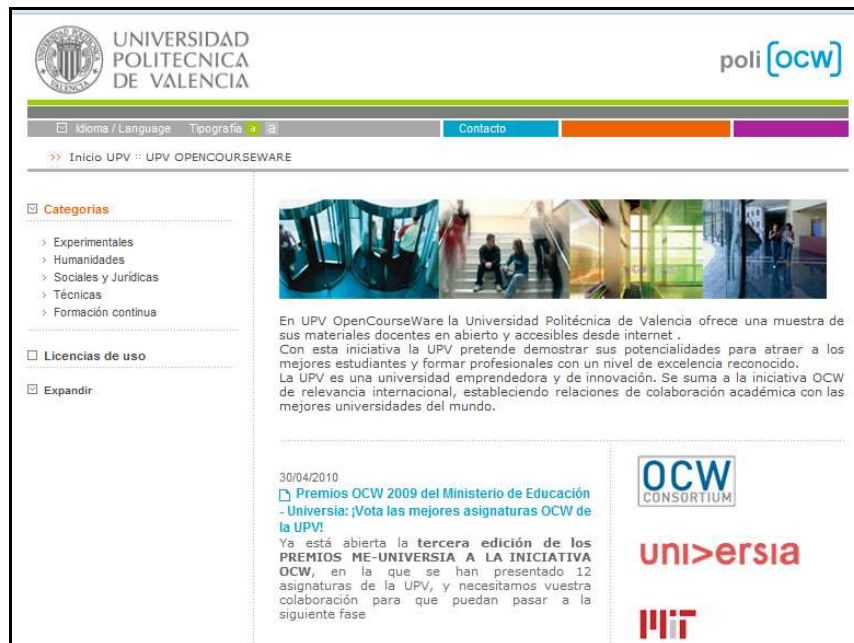 UNIVERSIDAD
POLITECNICA
DE VALENCIA
poli [OCW]
Idioma / Language Tipografía a a
Contacto
>> Inicio UPV :: UPV OPENCOURSEWARE
Categorias
> Experimentales
> Humanidades
> Sociales y Jurídicas
> Técnicas
> Formación continua
Licencias de uso
Expandir
En UPV OpenCourseWare la Universidad Politécnica de Valencia ofrece una muestra de
sus materiales docentes en abierto y accesibles desde internet .
Con esta iniciativa la UPV pretende demostrar sus potencialidades para atraer a los
mejores estudiantes y formar profesionales con un nivel de excelencia reconocido.
La UPV es una universidad emprendedora y de innovación. Se suma a la iniciativa OCW
de relevancia internacional, estableciendo relaciones de colaboración académica con las
mejores universidades del mundo.
30/04/2010
Premios OCW 2009 del Ministerio de Educación
- Universia: ¡Vota las mejores asignaturas OCW de
la UPV!
Ya está abierta la tercera edición de los
PREMIOS ME-UNIVERSIA A LA INICIATIVA
OCW, en la que se han presentado 12
asignaturas de la UPV, y necesitamos vuestra
colaboración para que puedan pasar a la
siguiente fase
OCW
CONSORTIUM
uni>ersia
MIT